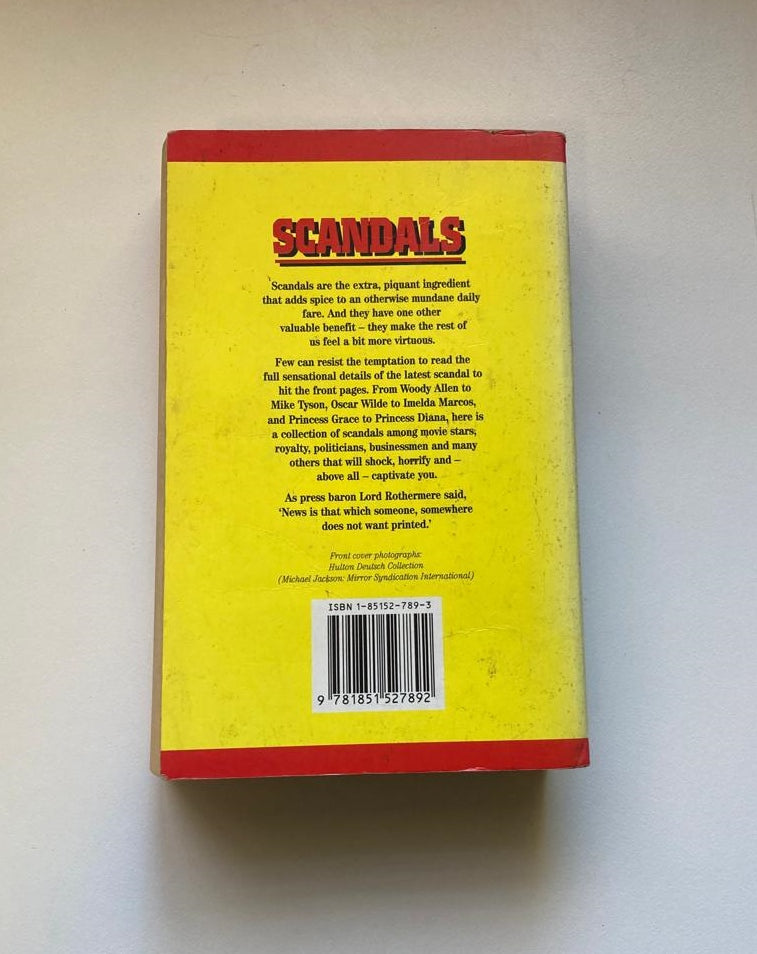 SCANDALS
Scandals are the extra, piquant ingredient
that adds spice to an otherwise mundane daily
fare. And they have one other
valuable benefit – they make the rest of
us feel a bit more virtuous.
Few can resist the temptation to read the
full sensational details of the latest scandal to
hit the front pages. From Woody Allen to
Mike Tyson, Oscar Wilde to Imelda Marcos,
and Princess Grace to Princess Diana, here is
a collection of scandals among movie stars,
royalty, politicians, businessmen and many
others that will shock, horrify and –
above all – captivate you.
As press baron Lord Rothermere said,
‘News is that which someone, somewhere
does not want printed.’
Front cover photographs:
Hulton Deutsch Collection
(Michael Jackson: Mirror Syndication International)
ISBN 1-85152-789-3
9 781851 527892